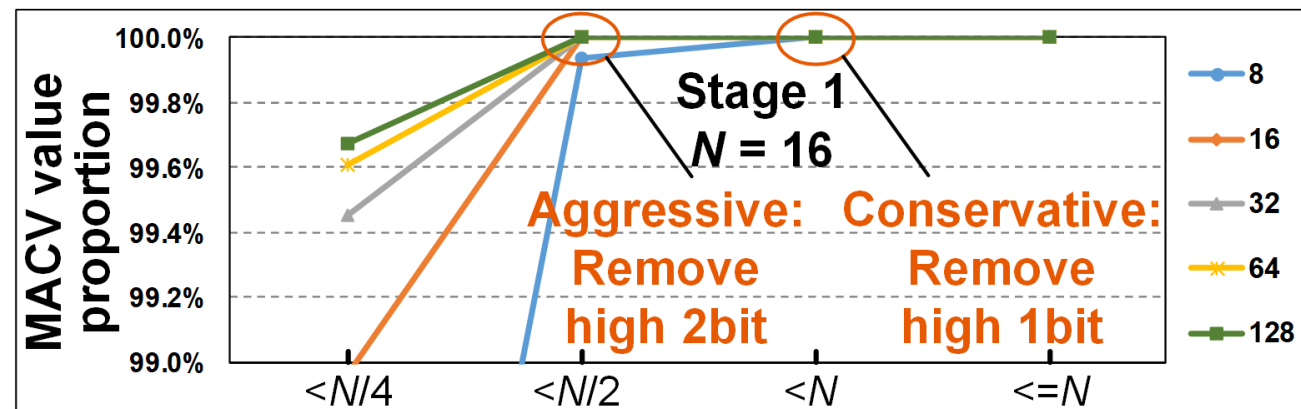 MACV value
proportion
100.0%
99.8%
99.6%
99.4%
99.2%
99.0%
Stage 1
N = 16
Aggressive:
Remove
high 2bit
Conservative:
Remove
high 1bit
<N/4
<N/2
<N
<=N
8
16
32
64
128